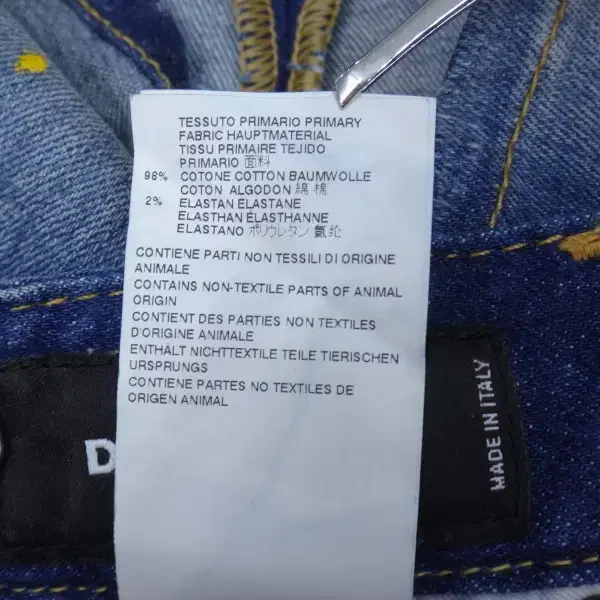 TESSUTO PRIMARIO PRIMARY
FABRIC HAUPTMATERIAL
TISSU PRIMAIRE TEJIDO
PRIMARIO 面料
98% COTONE COTTON BAUMWOLLE
COTON ALGODON 綿 棉
2% ELASTAN ELASTANE
ELASTHAN ÉLASTHANNE
ELASTANO ポリウレタン 氨纶
CONTIENE PARTI NON TESSILI DI ORIGINE
ANIMALE
CONTAINS NON-TEXTILE PARTS OF ANIMAL
ORIGIN
CONTIENT DES PARTIES NON TEXTILES
D'ORIGINE ANIMALE
ENTHÄLT NICHTTEXTILE TEILE TIERISCHEN
URSPRUNGS
CONTIENE PARTES NO TEXTILES DE
ORIGEN ANIMAL
D
MADE IN ITALY